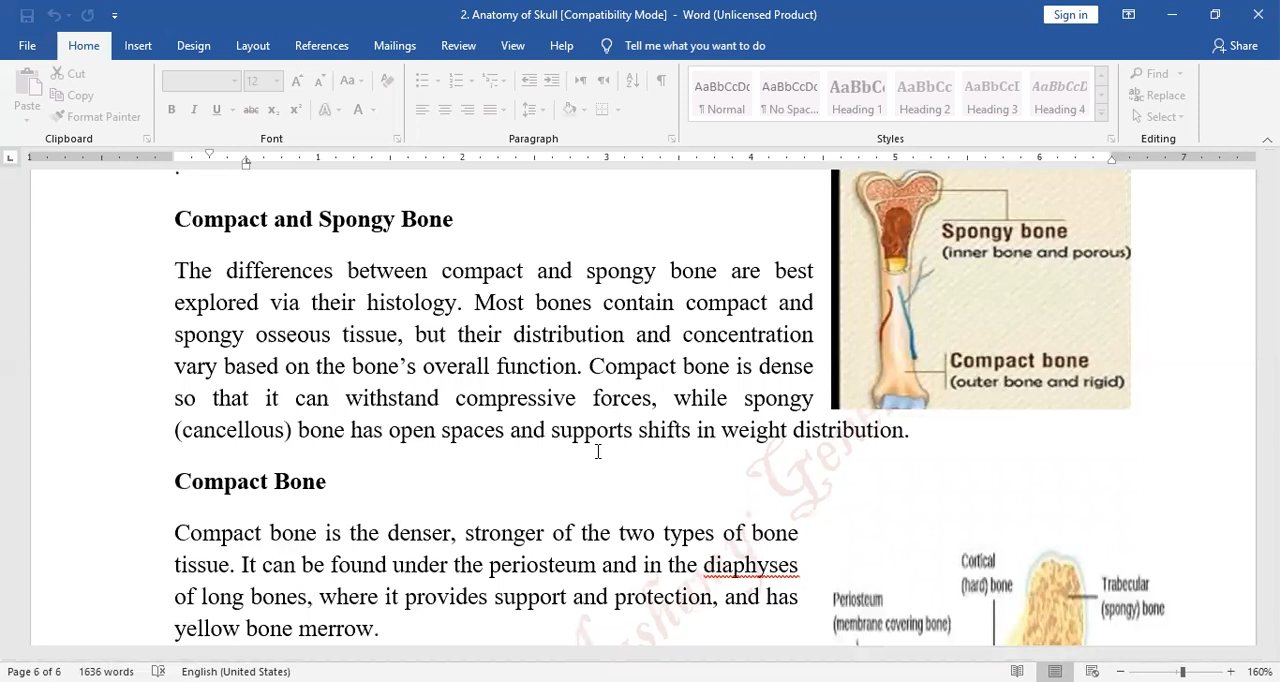 2. Anatomy of Skull [Compatibility Mode] - Word (Unlicensed Product)
Sign in
File Home Insert Design Layout References Mailings Review View Help Tell me what you want to do Share
Paste
Cut
Copy
Format Painter
Clipboard
12
Font
Paragraph
AaBbCcDc AaBbCcDc AaBbC AaBbCc AaBbCcI AaBbCcD
¶ Normal ¶ No Spac... Heading 1 Heading 2 Heading 3 Heading 4
Styles
Find
Replace
Select
Editing
1 1 2 3 4 5 6 7
Compact and Spongy Bone
The differences between compact and spongy bone are best
explored via their histology. Most bones contain compact and
spongy osseous tissue, but their distribution and concentration
vary based on the bone’s overall function. Compact bone is dense
so that it can withstand compressive forces, while spongy
(cancellous) bone has open spaces and supports shifts in weight distribution.
Spongy bone
(inner bone and porous)
Compact bone
(outer bone and rigid)
Compact Bone
Compact bone is the denser, stronger of the two types of bone
tissue. It can be found under the periosteum and in the diaphyses
of long bones, where it provides support and protection, and has
yellow bone merrow.
Cortical
(hard) bone
Trabecular
(spongy) bone
Periosteum
(membrane covering bone)
Page 6 of 6 1636 words English (United States) 160%